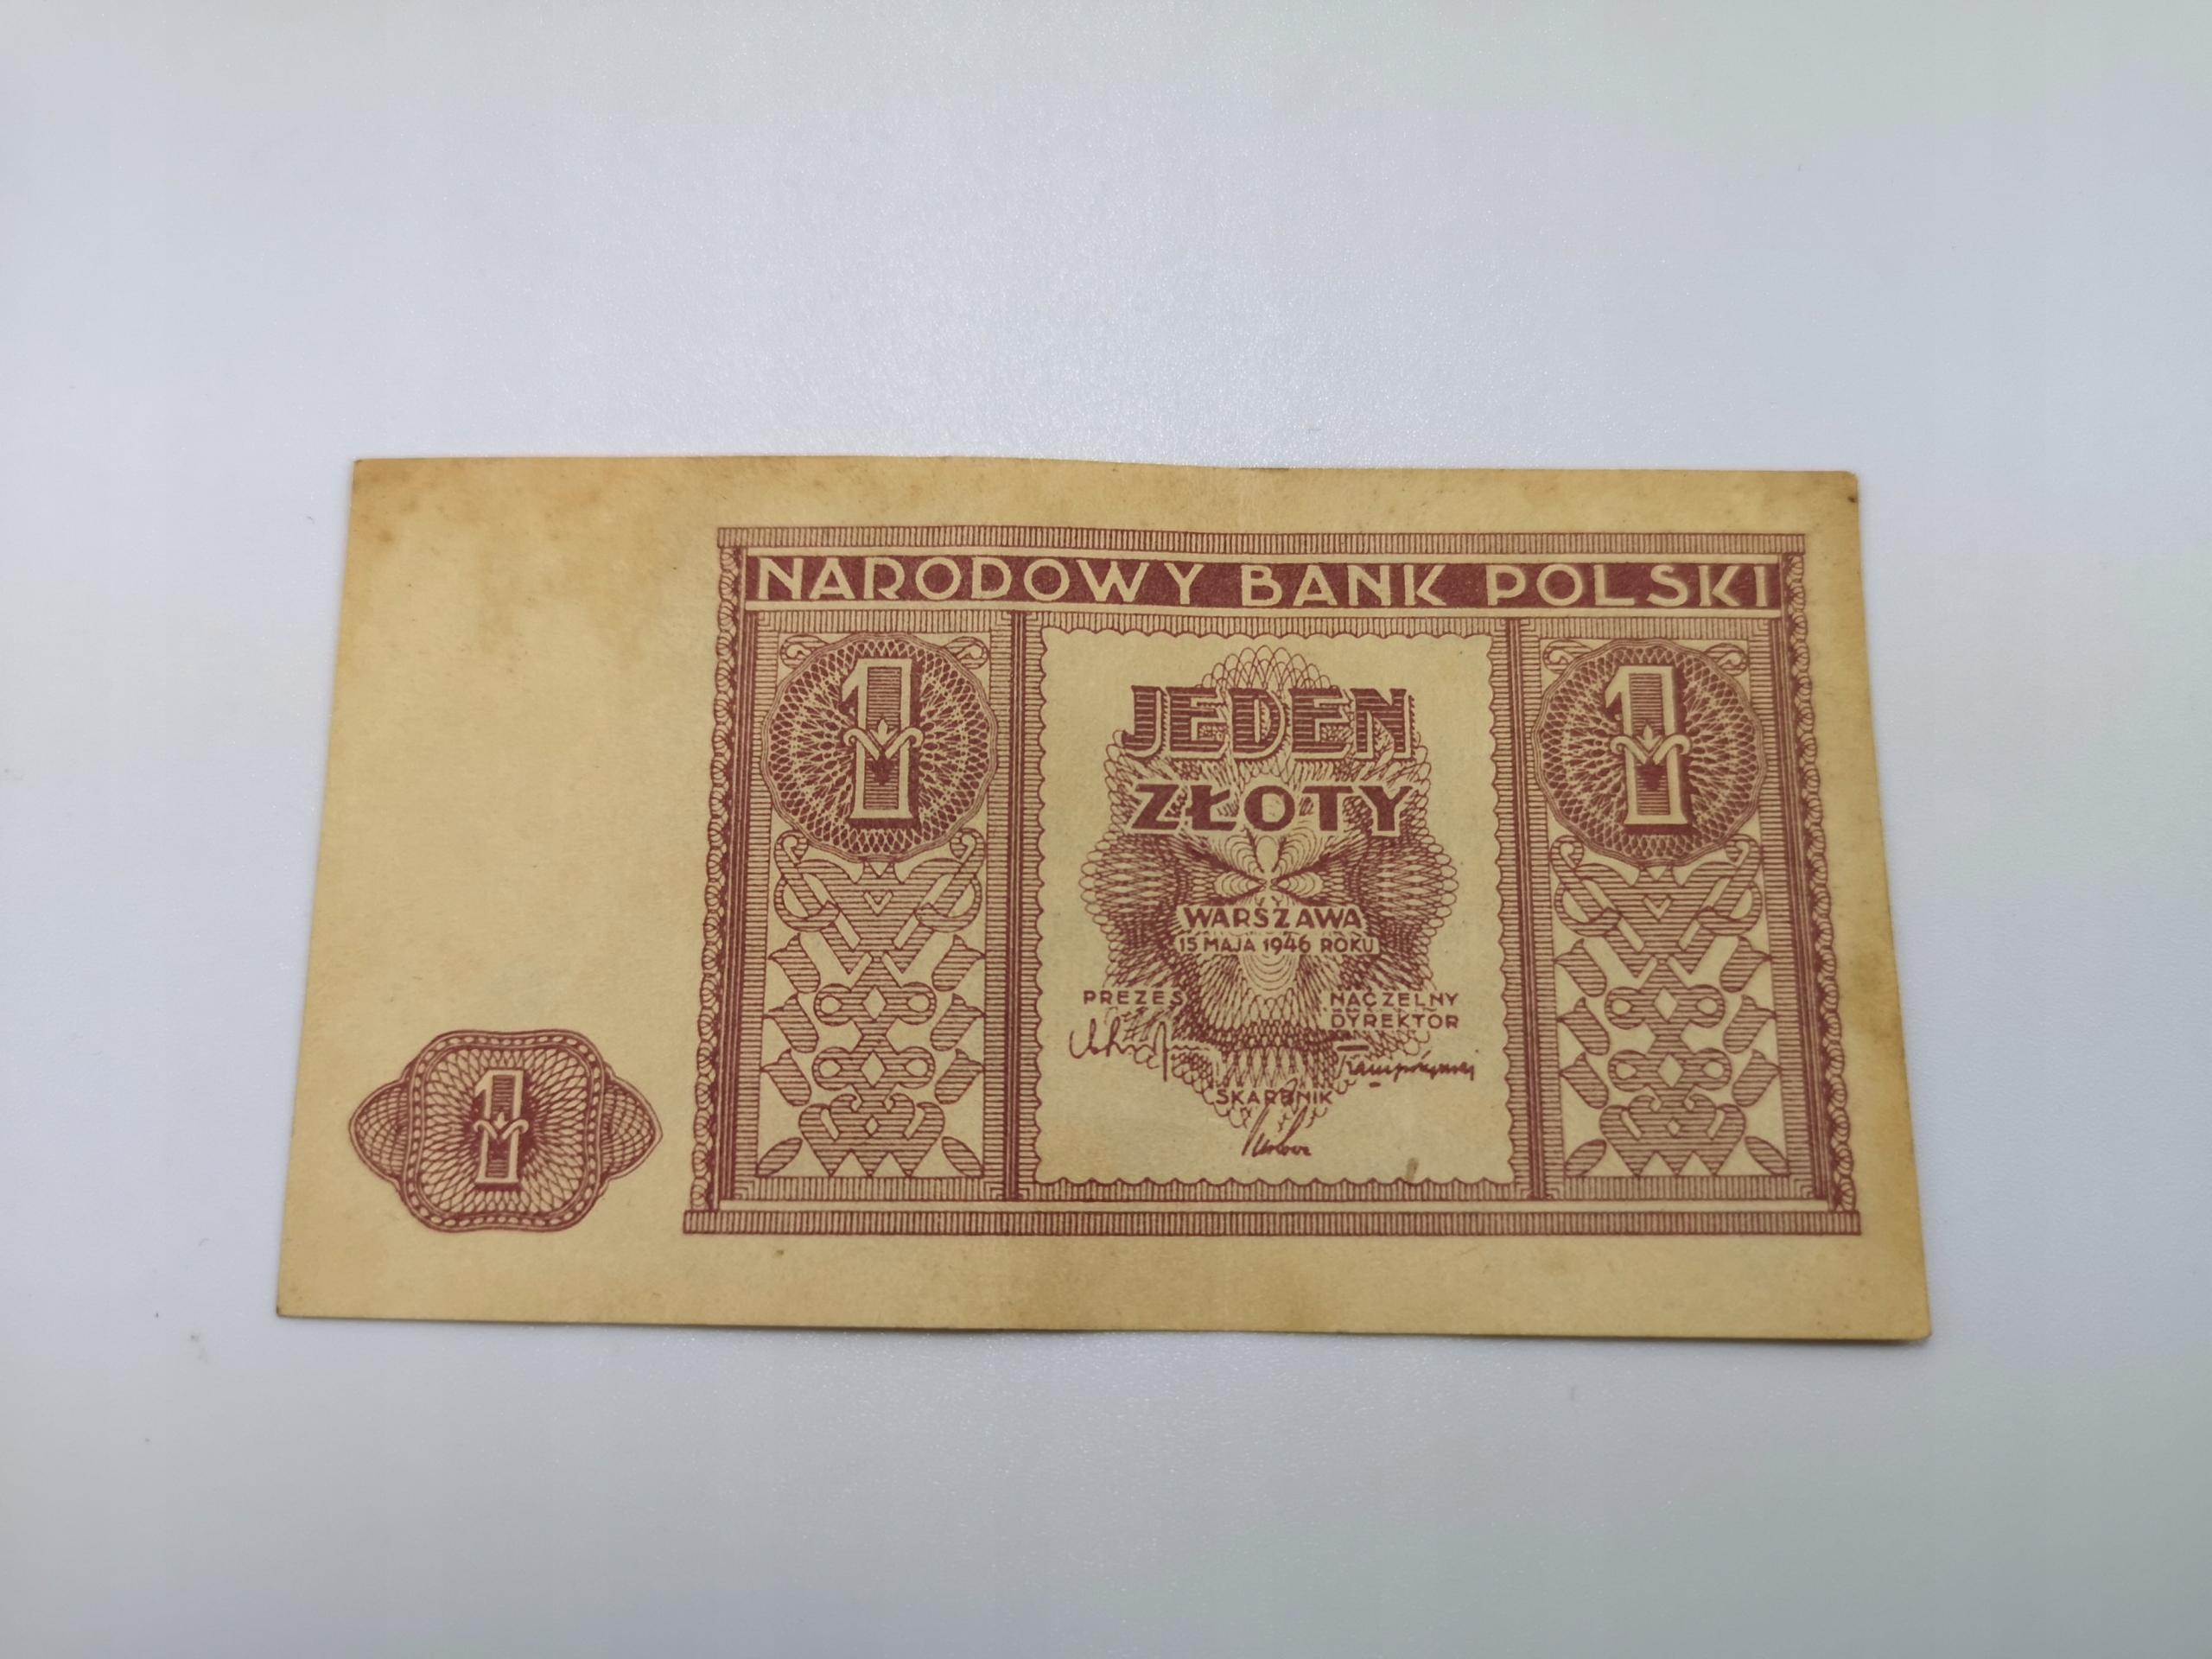 NARODOWY BANK POLSKI
1
1
JEDEN
ZŁOTY
WARSZAWA
15 MAJA 1946 ROKU
PREZES
NACZELNY
DYREKTOR
SKARBNIK
1